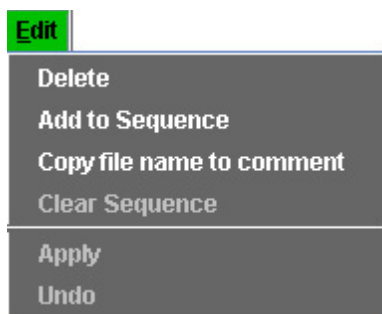 Edit
Delete
Add to Sequence
Copy file name to comment
Clear Sequence
Apply
Undo